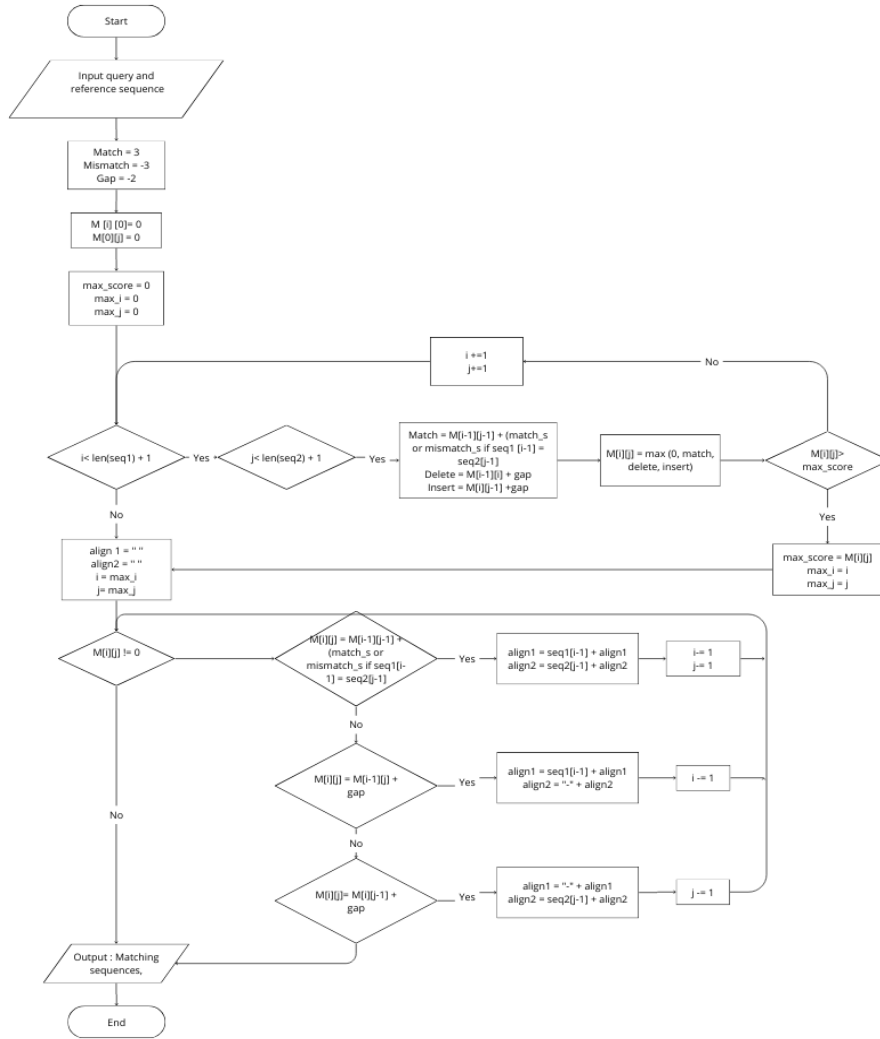 Start
Input query and
reference sequence
Match = 3
Mismatch = -3
Gap = -2
M [i] [0]= 0
M[0][j] = 0
max_score = 0
max_i = 0
max_j = 0
i +=1
j+=1
No
i< len(seq1) + 1
Yes
j< len(seq2) + 1
Yes
Match = M[i-1][j-1] + (match_s
or mismatch_s if seq1 [i-1] =
seq2[j-1]
Delete = M[i-1][i] + gap
Insert = M[i][j-1] +gap
M[i][j] = max (0, match,
delete, insert)
M[i][j]>
max_score
No
Yes
align 1 = " "
align2 = " "
i = max_i
j= max_j
max_score = M[i][j]
max_i = i
max_j = j
M[i][j] != 0
M[i][j] = M[i-1][j-1] +
(match_s or
mismatch_s if seq1[i-
1] = seq2[j-1]
Yes
align1 = seq1[i-1] + align1
align2 = seq2[j-1] + align2
i-= 1
j-= 1
No
M[i][j] = M[i-1][j] +
gap
Yes
align1 = seq1[i-1] + align1
align2 = "-" + align2
i -= 1
No
No
M[i][j]= M[i][j-1] +
gap
Yes
align1 = "-" + align1
align2 = seq2[j-1] + align2
j -= 1
Output : Matching
sequences,
End